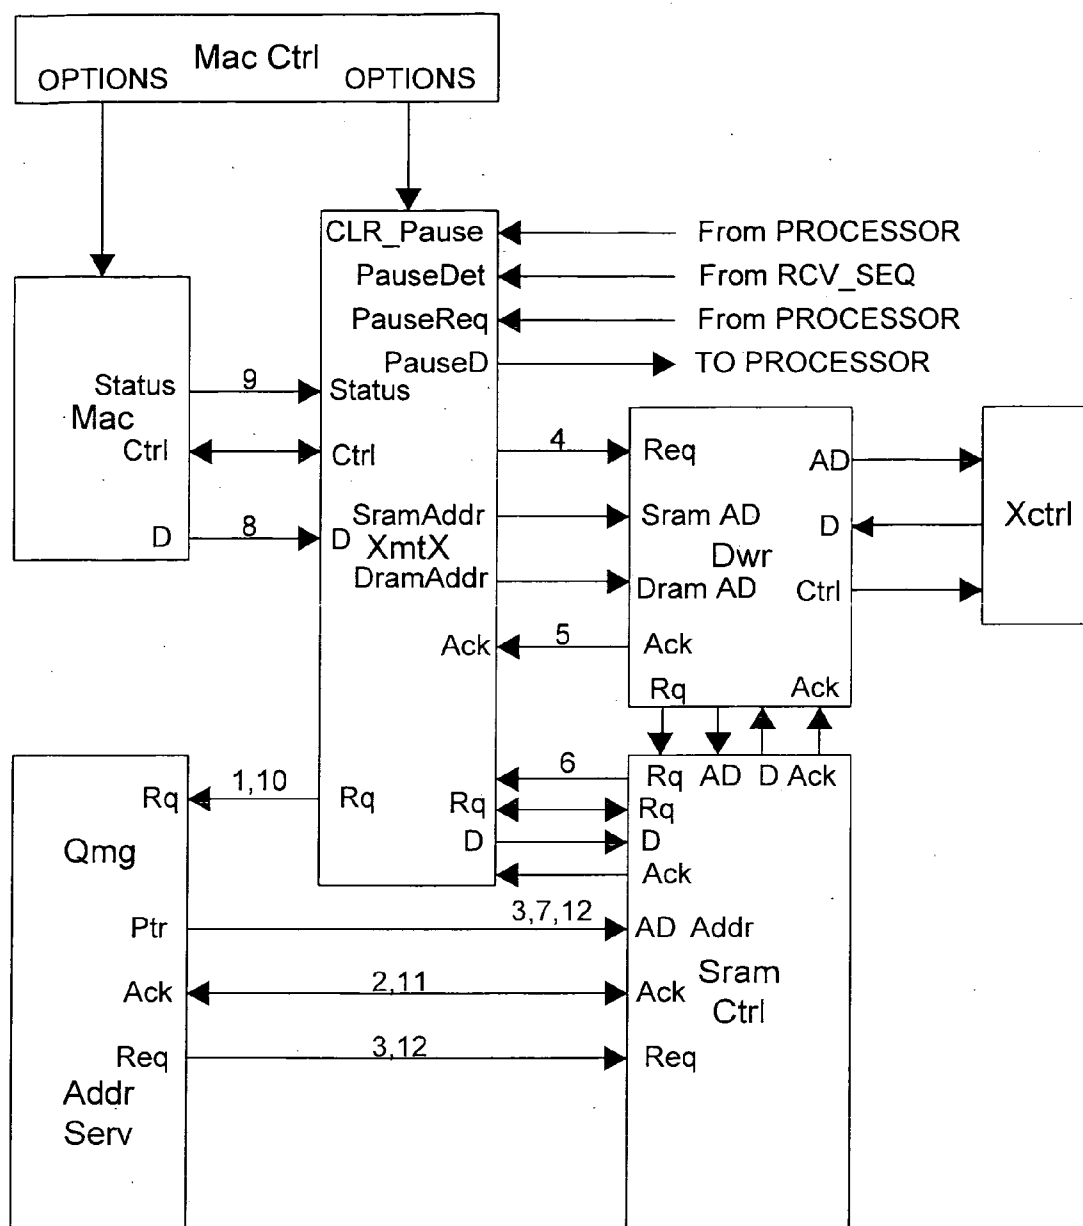 Mac Ctrl
OPTIONS OPTIONS
CLR_Pause From PROCESSOR
PauseDet From RCV_SEQ
PauseReq From PROCESSOR
PauseD TO PROCESSOR
Status 9 Status
Mac
Ctrl Ctrl 4 Req AD
SramAddr Sram AD D Xctrl
D 8 D XmtX Dwr
DramAddr Dram AD Ctrl
Ack 5 Ack
Rq Ack
6 Rq AD D Ack
Rq 1,10 Rq Rq Rq
Qmg D D
Ack
Ptr 3,7,12 AD Addr
Sram
Ack 2,11 Ack
Ctrl
Req 3,12 Req
Addr
Serv